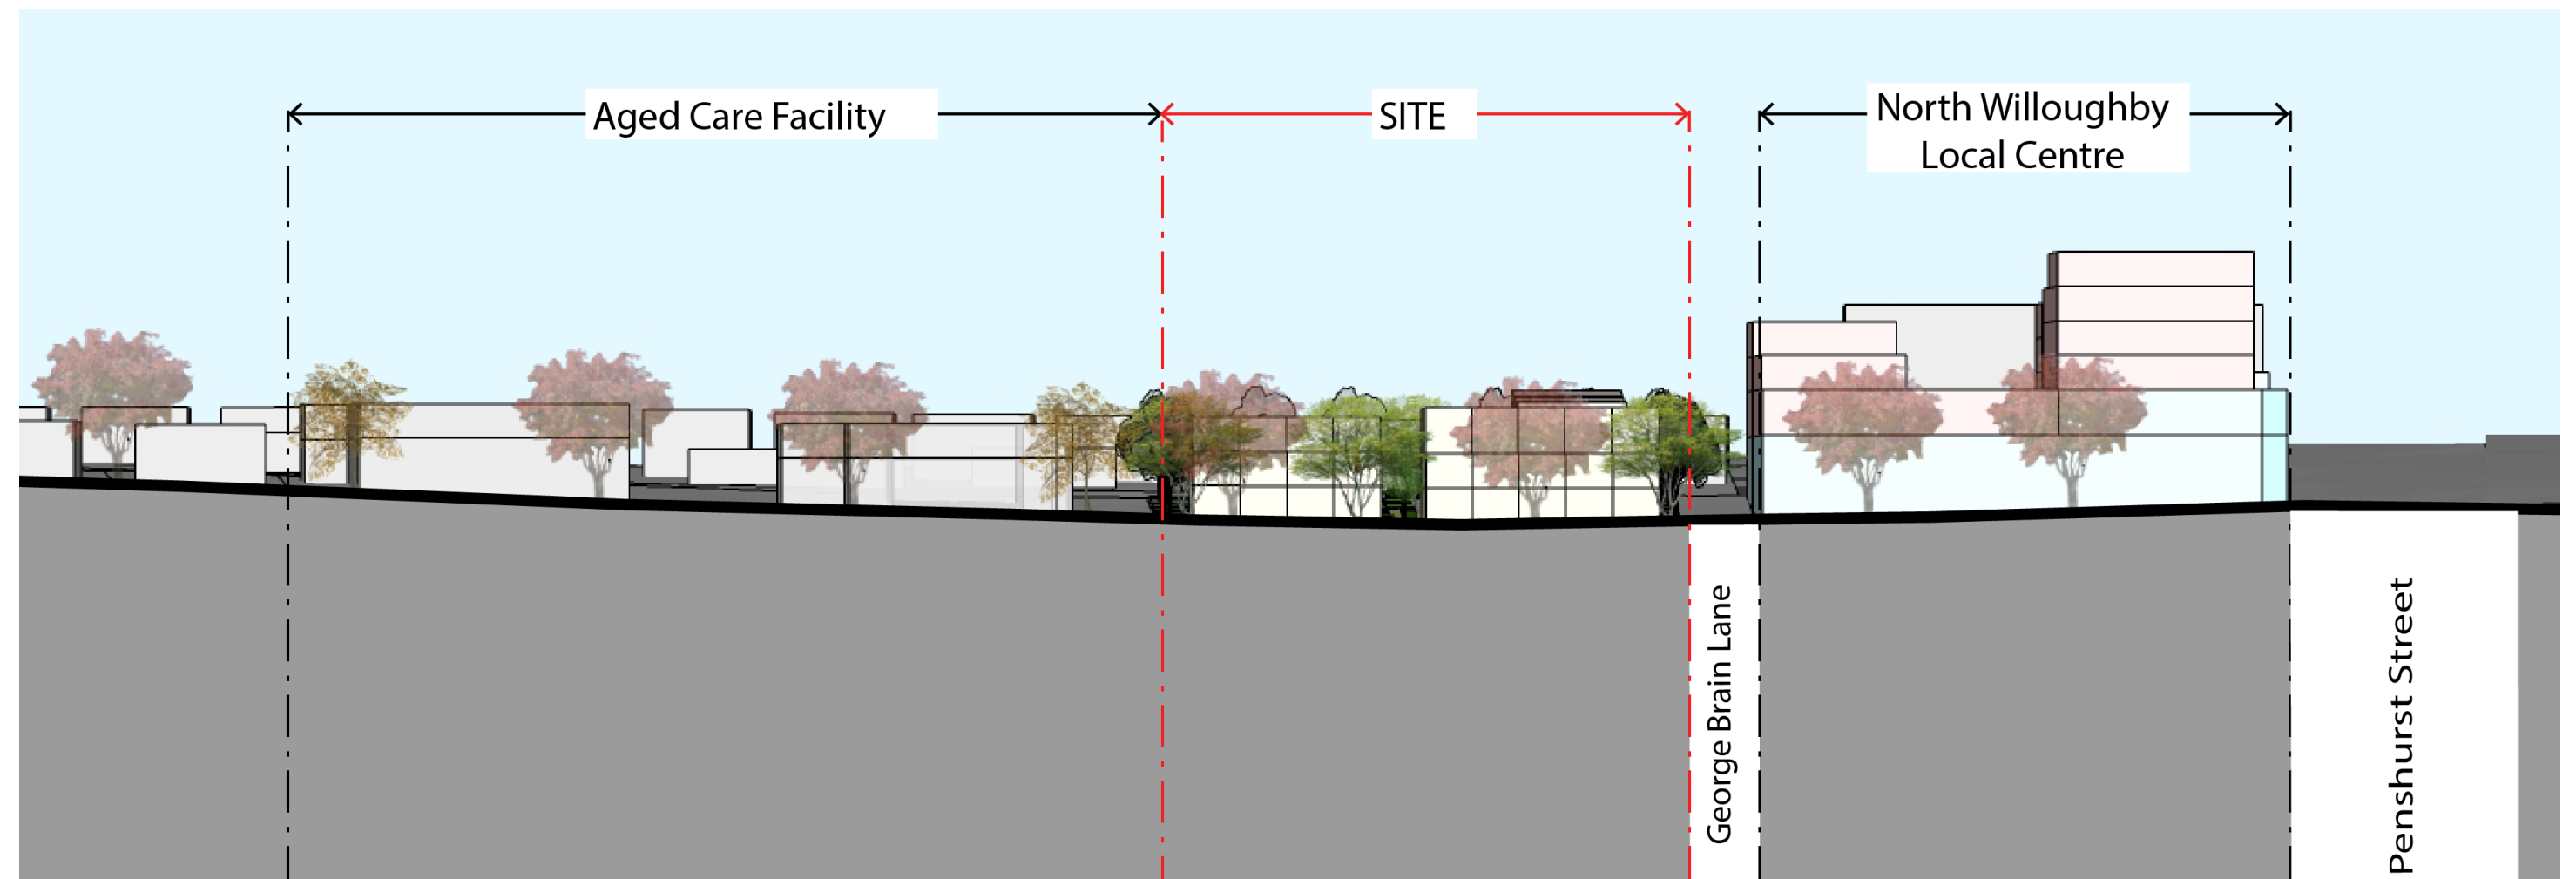 Aged Care Facility
SITE
North Willoughby
Local Centre
George Brain Lane
Penshurst Street